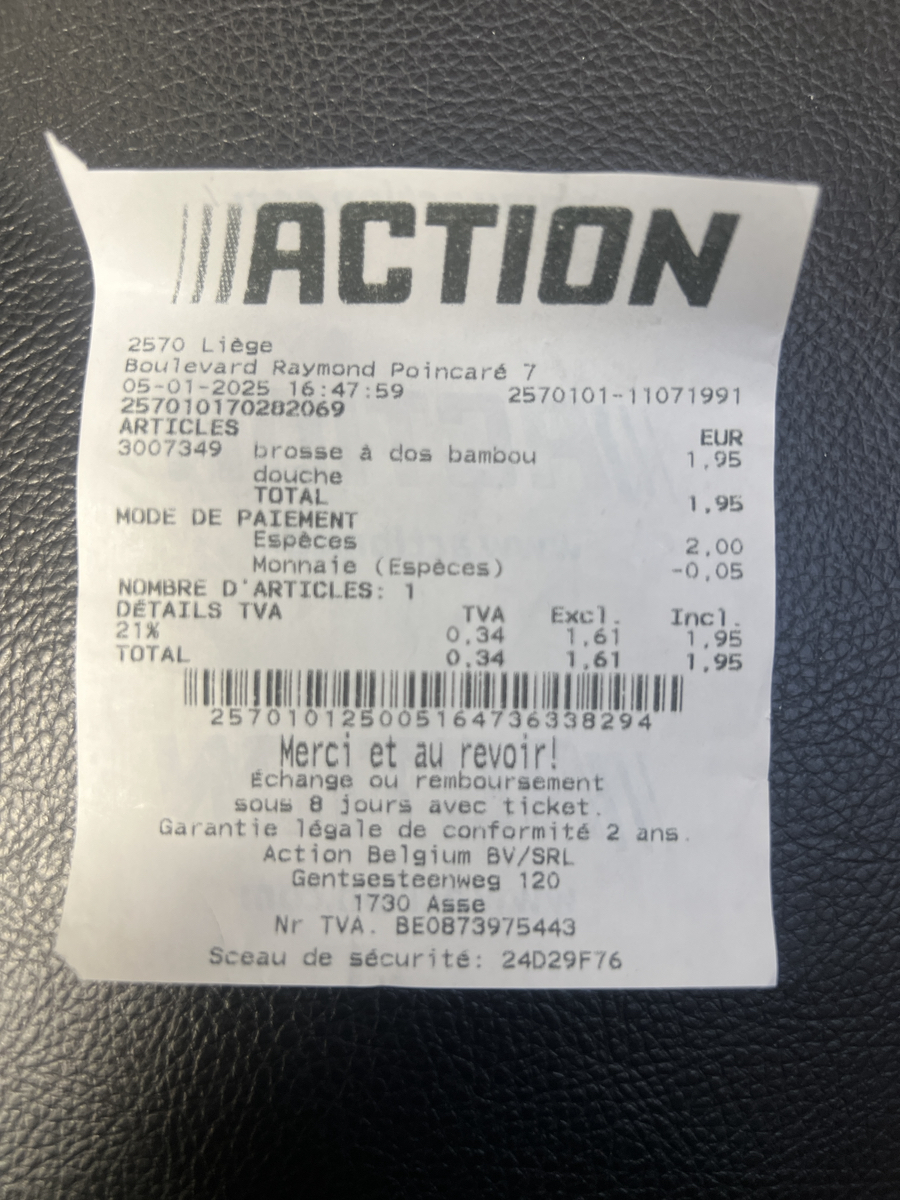 ACTION
2570 Liège
Boulevard Raymond Poincaré 7
05-01-2025 16:47:59 2570101-11071991
257010170282069
ARTICLES EUR
3007349 brosse à dos bambou 1,95
douche
TOTAL 1,95
MODE DE PAIEMENT
Espèces 2,00
Monnaie (Espèces) -0,05
NOMBRE D'ARTICLES: 1
DÉTAILS TVA TVA Excl. Incl.
21% 0,34 1,61 1,95
TOTAL 0,34 1,61 1,95
257010125005164736338294
Merci et au revoir!
Échange ou remboursement
sous 8 jours avec ticket.
Garantie légale de conformité 2 ans.
Action Belgium BV/SRL
Gentsesteenweg 120
1730 Asse
Nr TVA. BE0873975443
Sceau de sécurité: 24D29F76